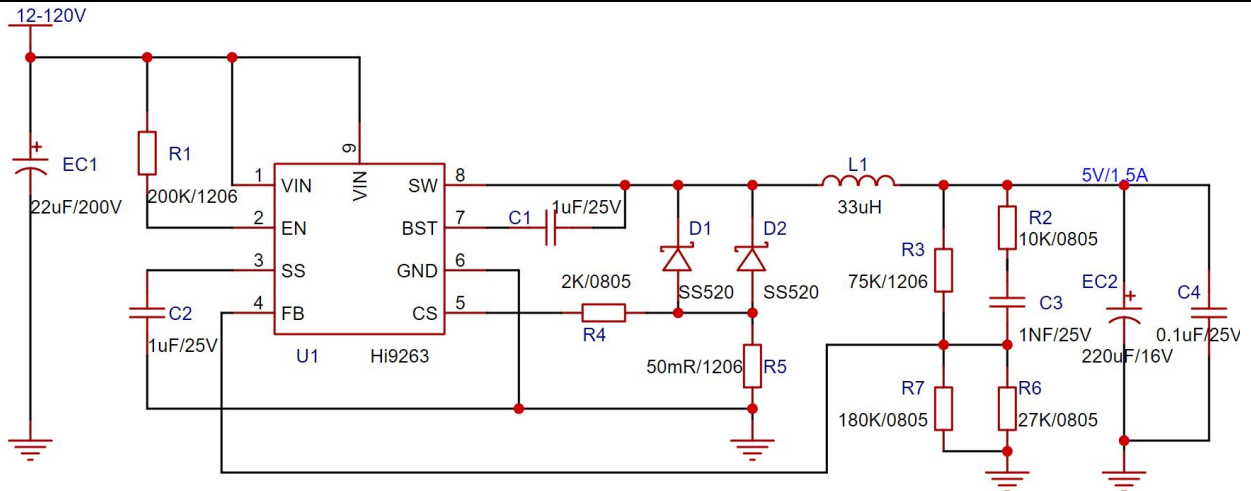 12-120V
EC1
22uF/200V
R1
200K/1206
9
VIN
1
VIN
SW
8
2
EN
BST
7
3
SS
GND
6
4
FB
CS
5
U1
Hi9263
C2
1uF/25V
C1
1uF/25V
D1
SS520
D2
SS520
2K/0805
R4
50mR/1206
R5
L1
33uH
5V/1.5A
R3
75K/1206
R2
10K/0805
C3
1NF/25V
EC2
220uF/16V
C4
0.1uF/25V
R7
180K/0805
R6
27K/0805